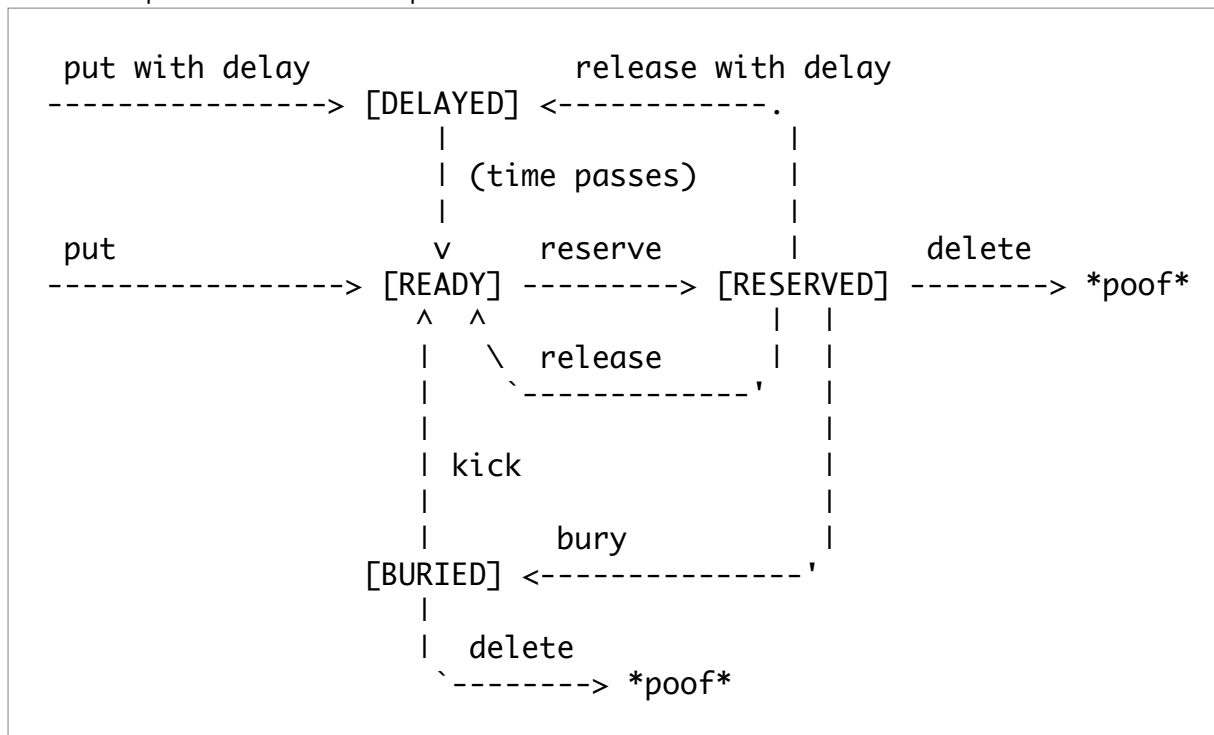 put with delay release with delay
----------------> [DELAYED] <------------.
| |
| (time passes) |
| |
put v reserve | delete
-----------------> [READY] ---------> [RESERVED] --------> *poof*
^ ^ | |
| \ release | |
| `-------------' |
| |
| kick |
| |
| bury |
[BURIED] <---------------'
|
| delete
`--------> *poof*